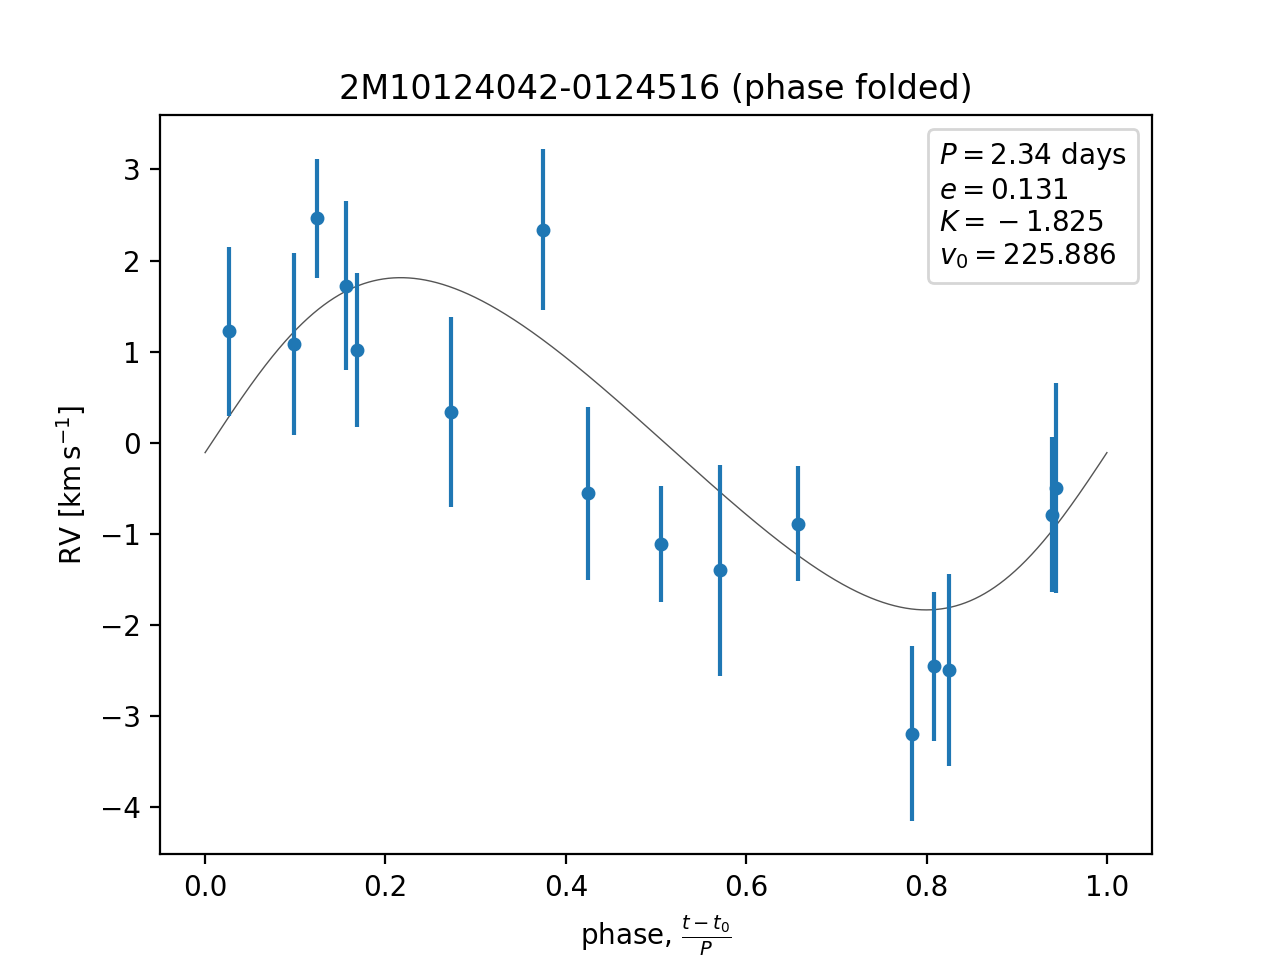 2M10124042-0124516 (phase folded)
P = 2.34 days
e = 0.131
K = −1.825
v₀ = 225.886
RV [km s⁻¹]
3
2
1
0
−1
−2
−3
−4
0.0 0.2 0.4 0.6 0.8 1.0
phase, (t − t₀)/P